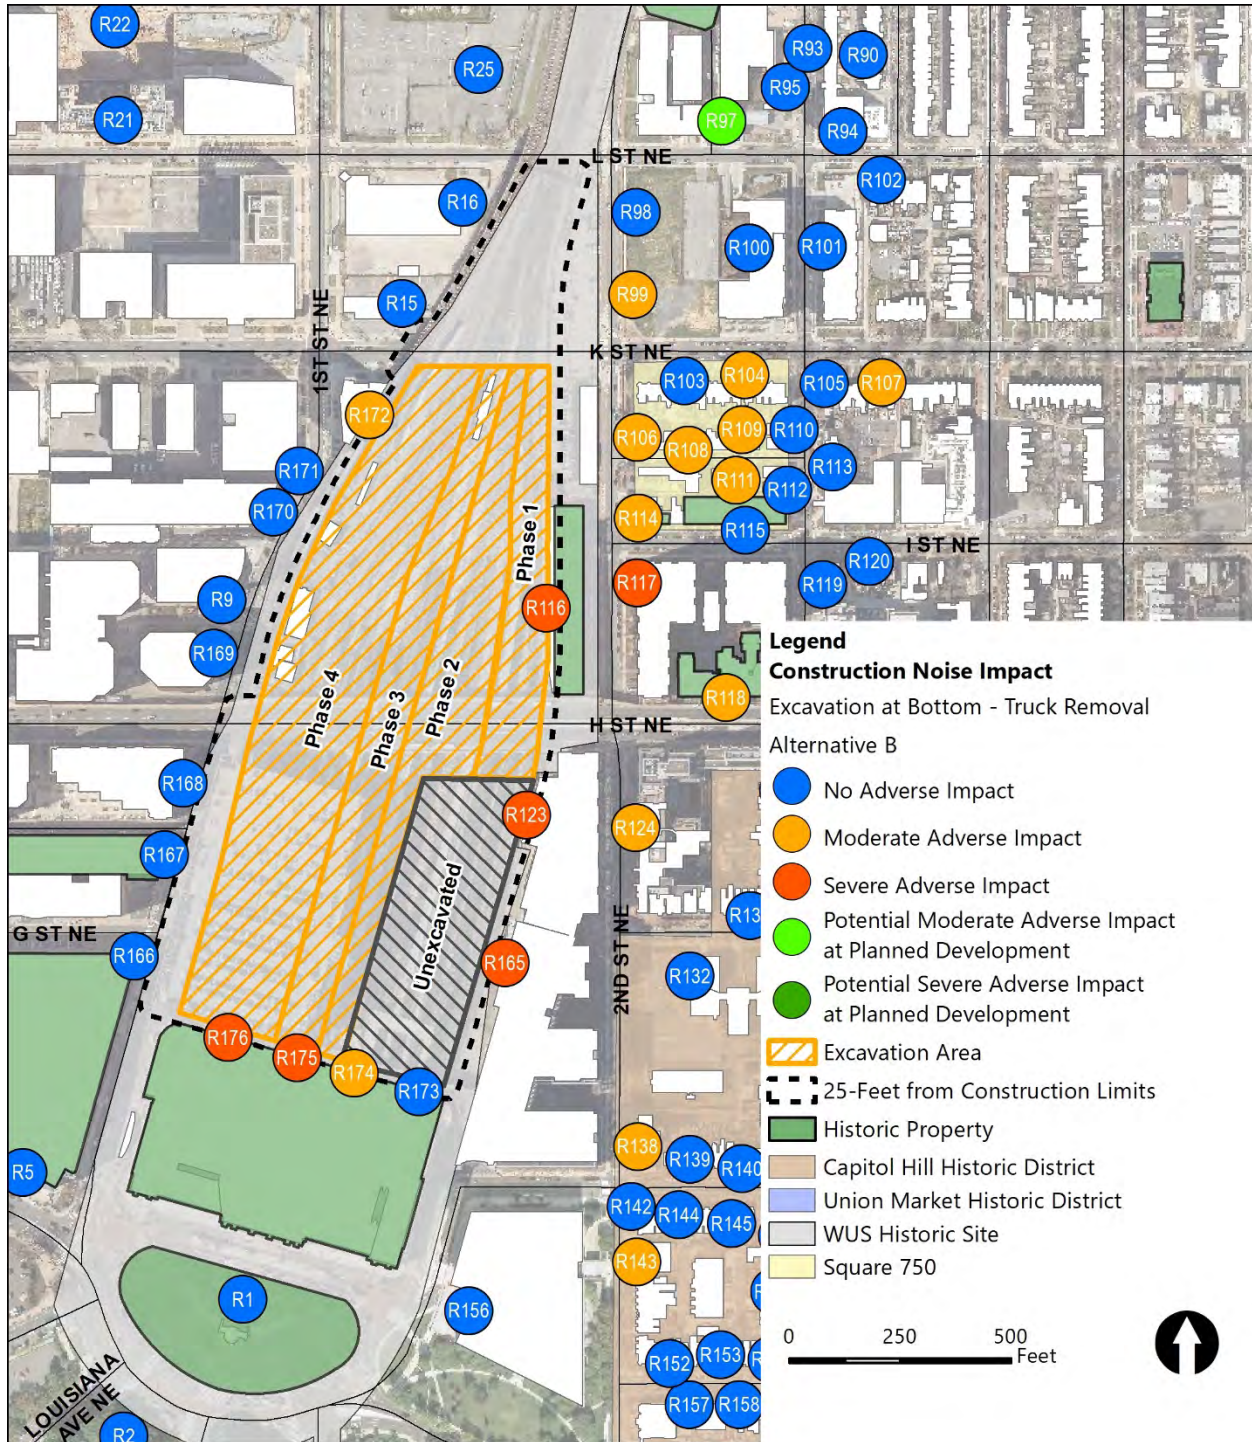 R22
R25
R93
R90
R95
R21
R97
R94
L ST NE
R102
R16
R98
R100
R101
R15
R99
1ST ST NE
K ST NE
R103
R104
R105
R107
R172
R106
R108
R109
R110
R171
R111
R112
R113
R170
R114
R115
I ST NE
Phase 1
R120
R9
R116
R117
R119
R169
R118
Phase 4
Phase 3
Phase 2
H ST NE
R168
R123
R124
R167
Unexcavated
R13
G ST NE
R166
R165
2ND ST NE
R132
R176
R175
R174
R173
R138
R139
R140
R5
R142
R144
R145
R143
R1
R156
R152
R153
R157
R158
LOUISIANA
AVE NE
R2
Legend
Construction Noise Impact
Excavation at Bottom - Truck Removal
Alternative B
No Adverse Impact
Moderate Adverse Impact
Severe Adverse Impact
Potential Moderate Adverse Impact
at Planned Development
Potential Severe Adverse Impact
at Planned Development
Excavation Area
25-Feet from Construction Limits
Historic Property
Capitol Hill Historic District
Union Market Historic District
WUS Historic Site
Square 750
0 250 500
Feet